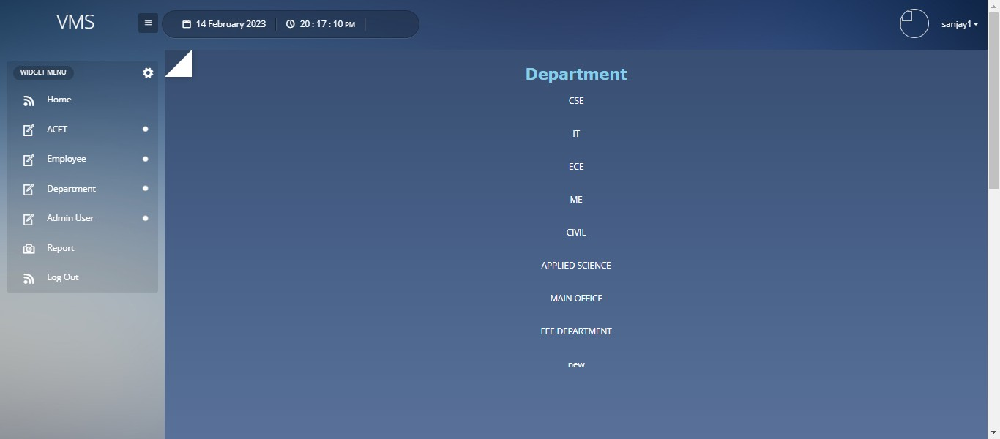 VMS
14 February 2023 20 : 17 : 10 PM
sanjay1
WIDGET MENU
Home
ACET
Employee
Department
Admin User
Report
Log Out
Department
CSE
IT
ECE
ME
CIVIL
APPLIED SCIENCE
MAIN OFFICE
FEE DEPARTMENT
new